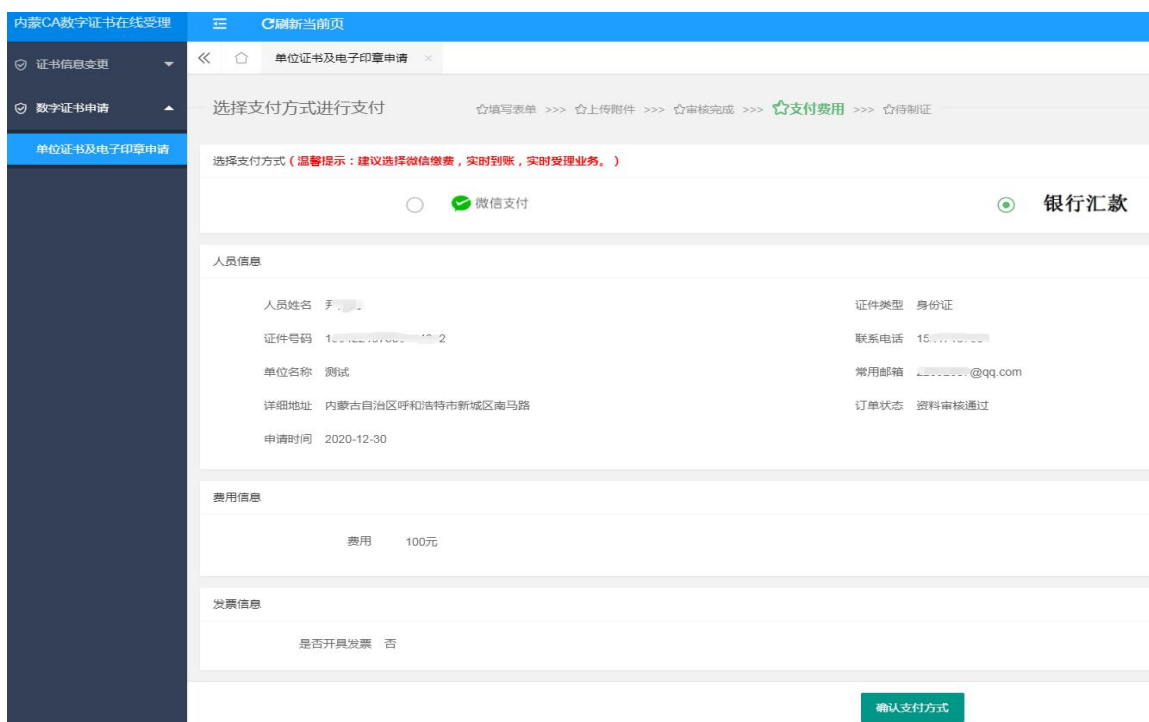 内蒙CA数字证书在线受理
刷新当前页
证书信息变更
数字证书申请
单位证书及电子印章申请
单位证书及电子印章申请 ×
选择支付方式进行支付
填写表单 >>> 上传附件 >>> 审核完成 >>> 支付费用 >>> 待制证
选择支付方式(温馨提示:建议选择微信缴费,实时到账,实时受理业务。)
微信支付
银行汇款
人员信息
人员姓名
证件类型 身份证
证件号码
联系电话 15
单位名称 测试
常用邮箱 @qq.com
详细地址 内蒙古自治区呼和浩特市新城区南马路
订单状态 资料审核通过
申请时间 2020-12-30
费用信息
费用 100元
发票信息
是否开具发票 否
确认支付方式